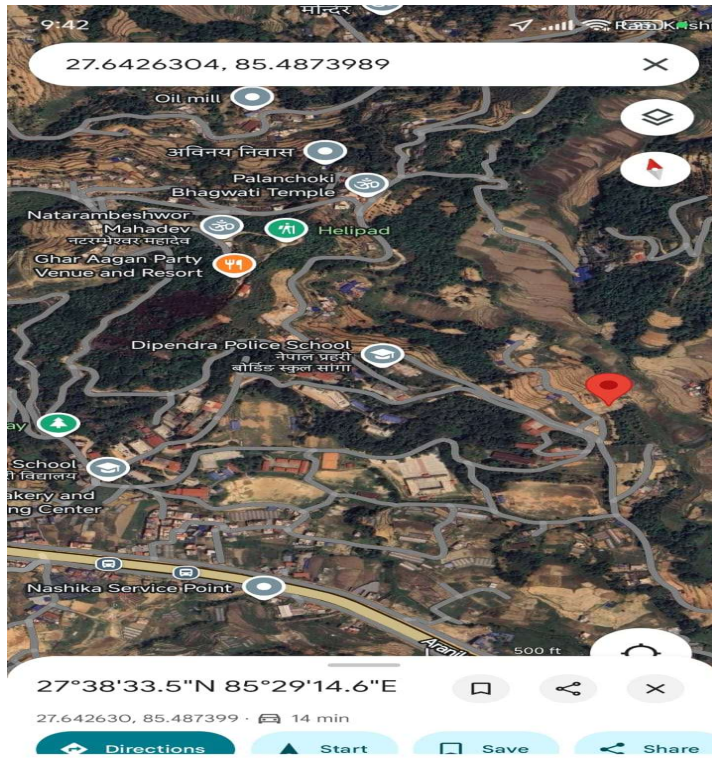 मन्दिर
9:42
27.6426304, 85.4873989
Oil mill
अविनय निवास
Palanchoki
Bhagwati Temple
Natarambeshwor
Mahadev
नटरम्भेश्वर महादेव
Helipad
Ghar Aagan Party
Venue and Resort
Dipendra Police School
नेपाल प्रहरी
बोर्डिङ स्कूल साँगा
ay
School
विद्यालय
akery and
ng Center
Nashika Service Point
Aranik
500 ft
27°38'33.5"N 85°29'14.6"E
27.642630, 85.487399 · 14 min
Directions
Start
Save
Share